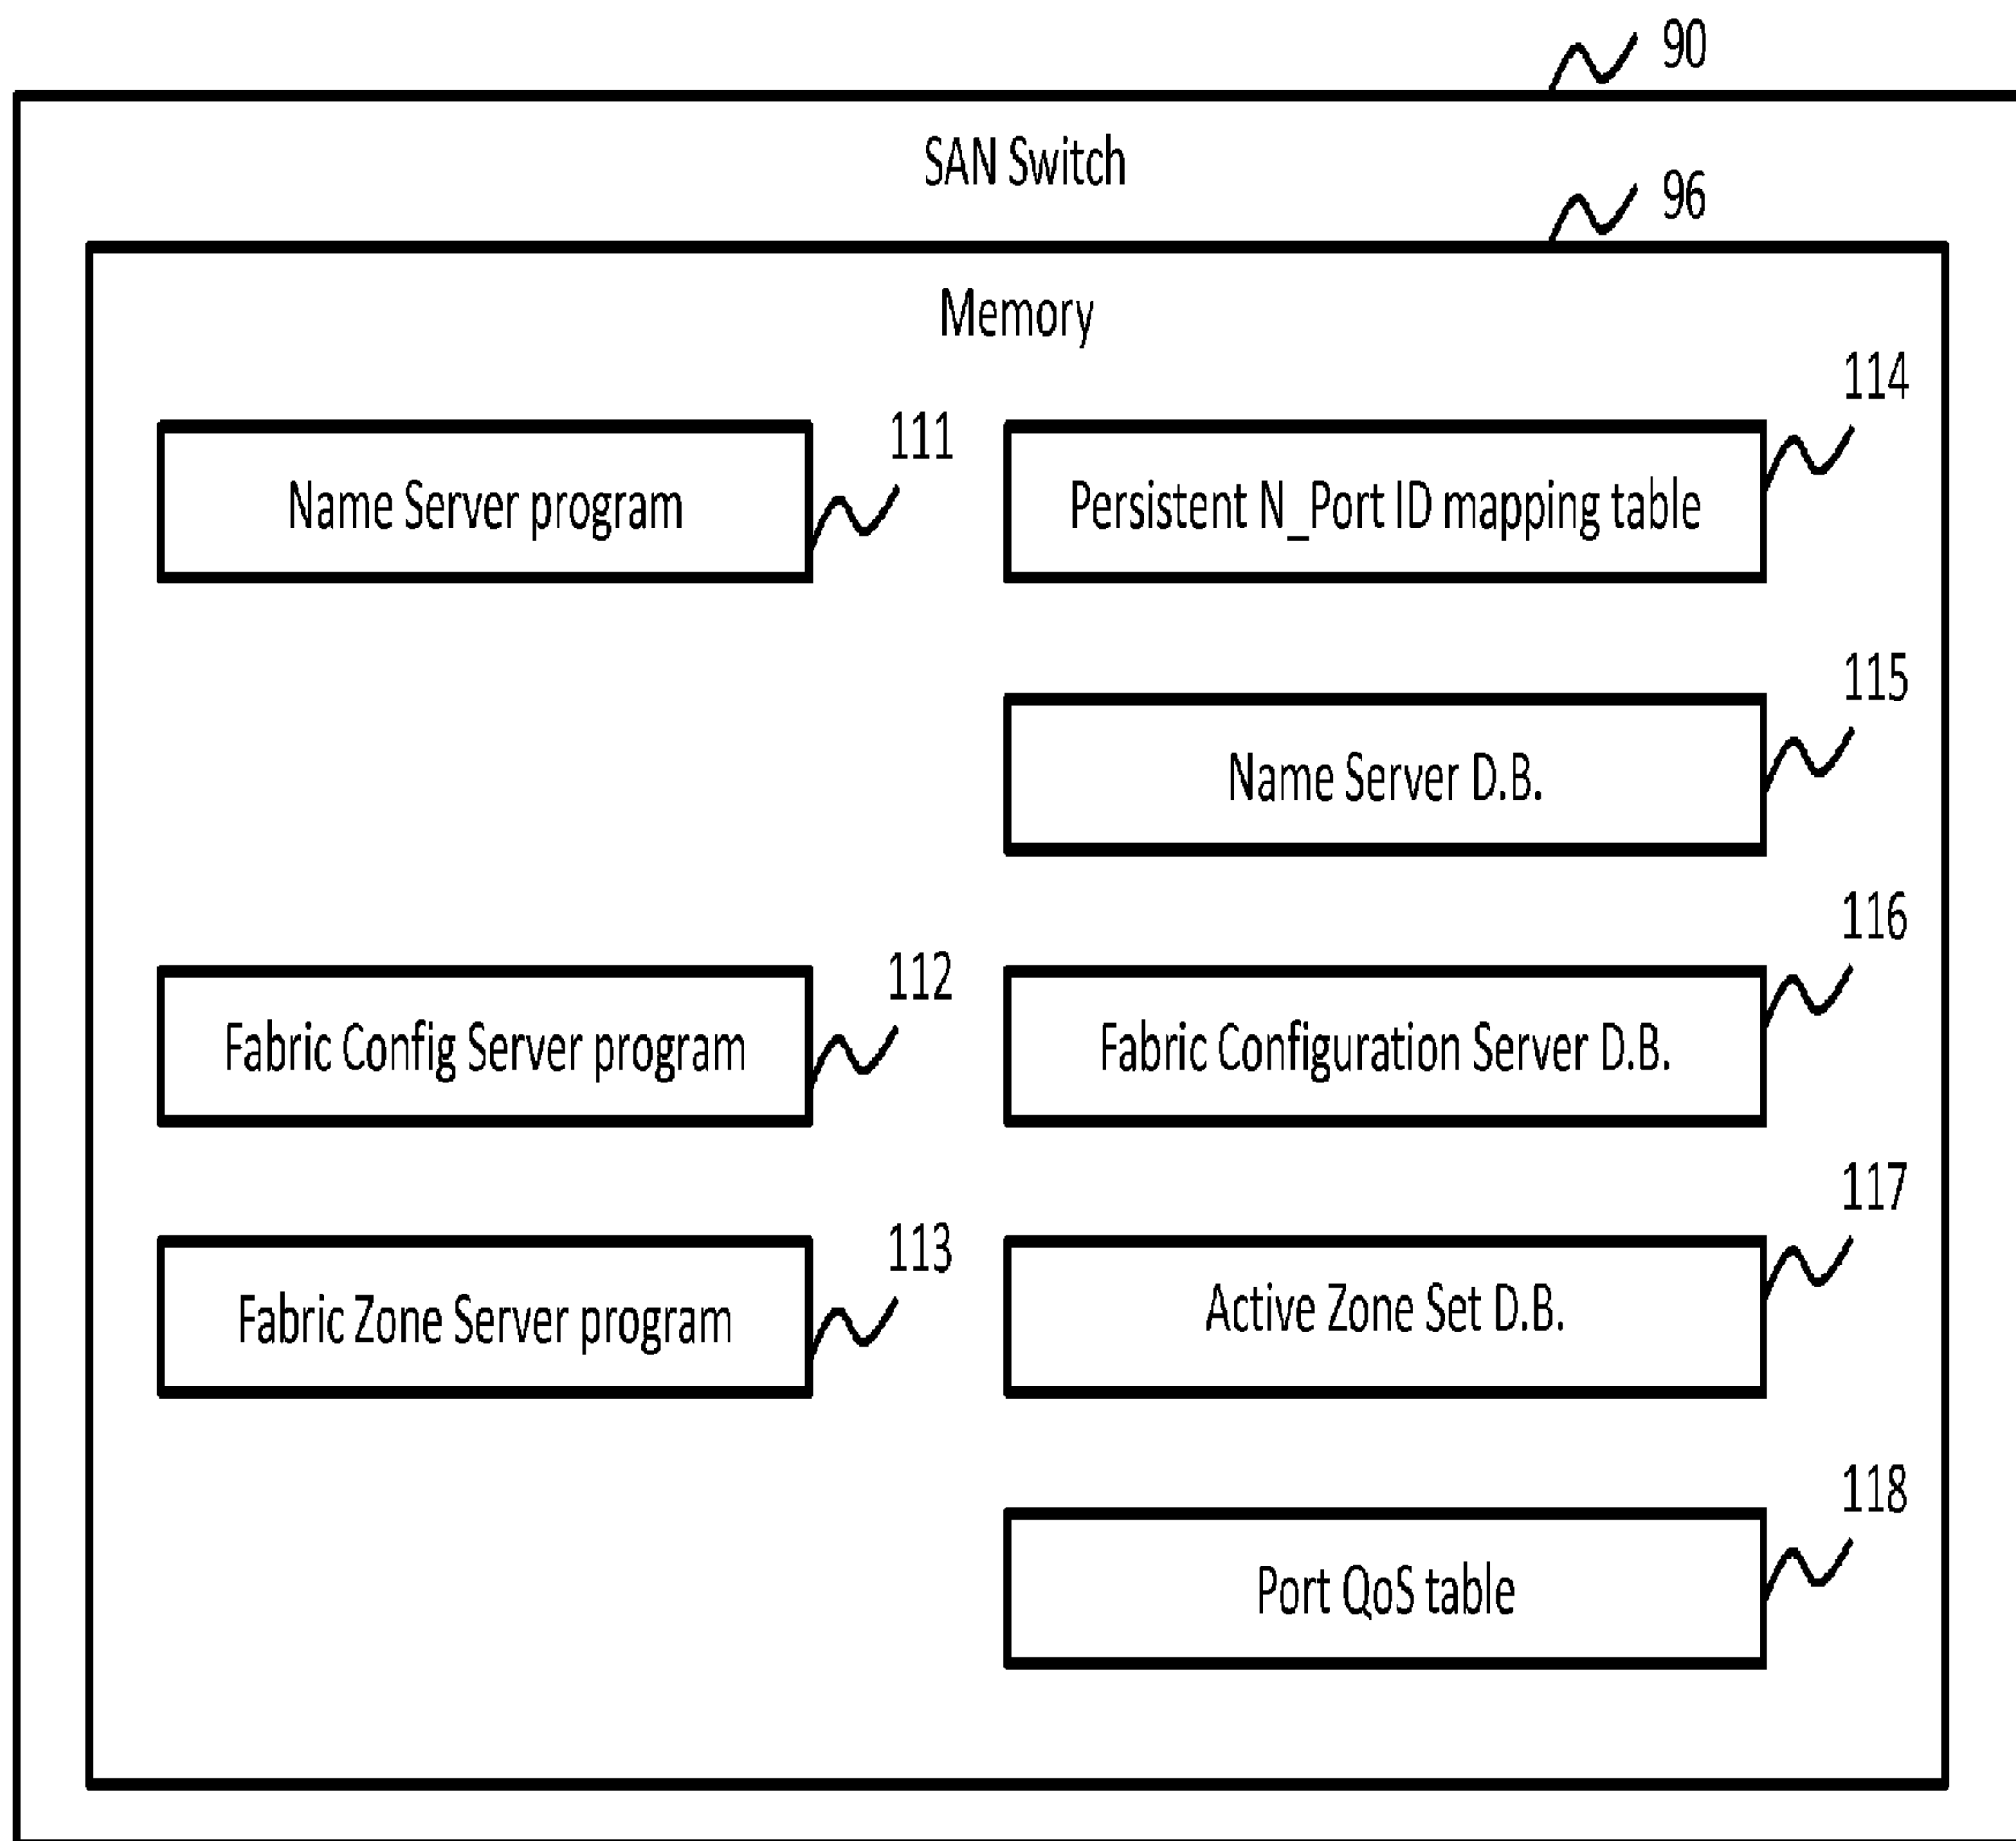 90
SAN Switch
96
Memory
114
111
Name Server program
Persistent N_Port ID mapping table
115
Name Server D.B.
116
112
Fabric Config Server program
Fabric Configuration Server D.B.
117
113
Fabric Zone Server program
Active Zone Set D.B.
118
Port QoS table